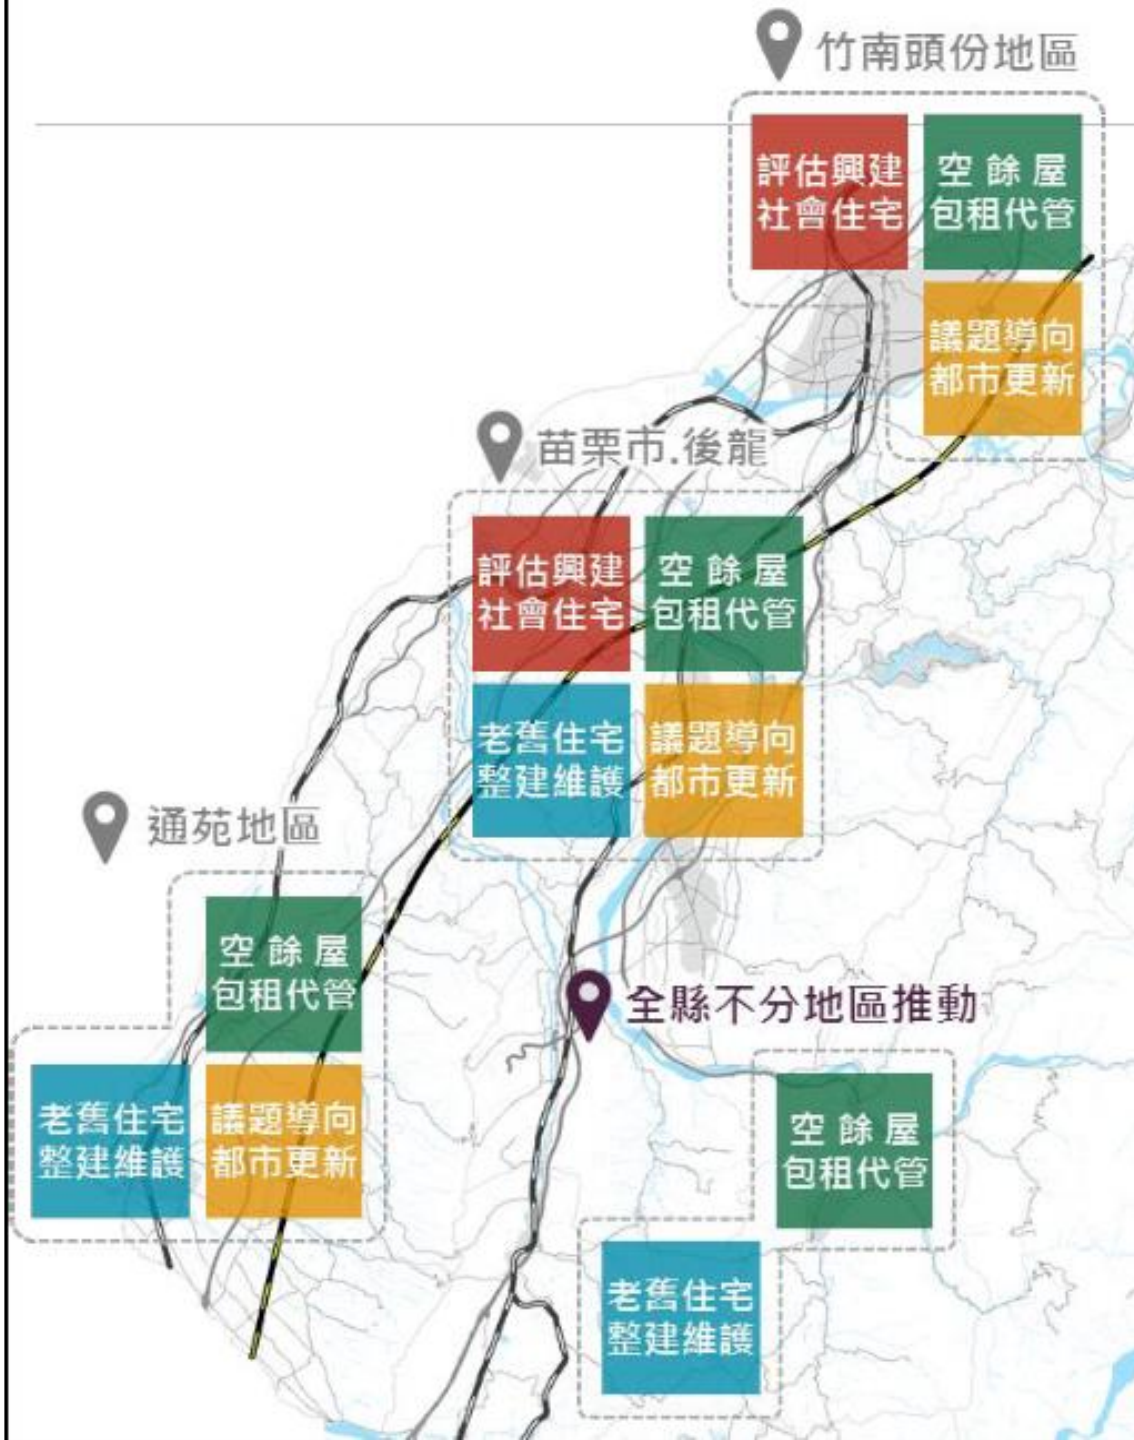 竹南頭份地區
評估興建
社會住宅
空餘屋
包租代管
議題導向
都市更新
苗栗市.後龍
評估興建
社會住宅
空餘屋
包租代管
老舊住宅
整建維護
議題導向
都市更新
通苑地區
空餘屋
包租代管
老舊住宅
整建維護
議題導向
都市更新
全縣不分地區推動
空餘屋
包租代管
老舊住宅
整建維護